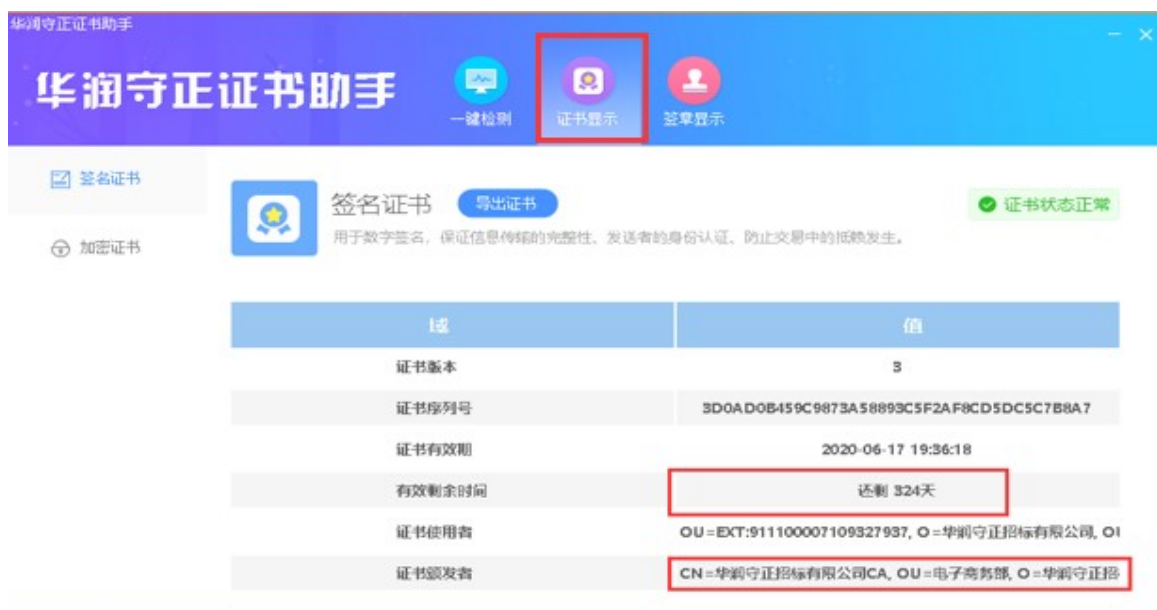 华润守正证书助手
华润守正证书助手
一键检测
证书显示
签章显示
签名证书
加密证书
签名证书 导出证书
证书状态正常
用于数字签名，保证信息传输的完整性、发送者的身份认证、防止交易中的抵赖发生。
域 值
证书版本 3
证书序列号 3D0AD0B459C9873A58893C5F2AF8CD5DC5C7B8A7
证书有效期 2020-06-17 19:36:18
有效剩余时间 还剩 324天
证书使用者 OU=EXT:911100007109327937, O=华润守正招标有限公司, OU
证书颁发者 CN=华润守正招标有限公司CA, OU=电子商务部, O=华润守正招